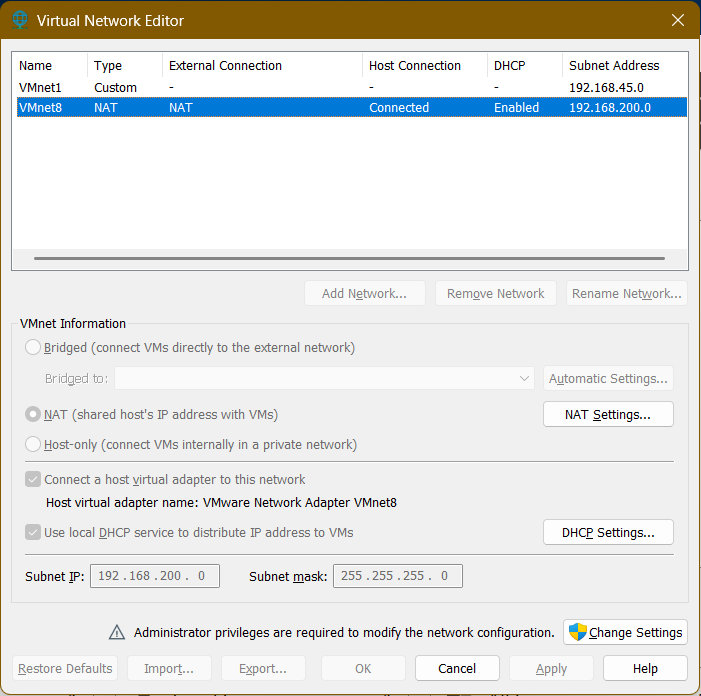 Virtual Network Editor
Name Type External Connection Host Connection DHCP Subnet Address
VMnet1 Custom - - - 192.168.45.0
VMnet8 NAT NAT Connected Enabled 192.168.200.0
Add Network... Remove Network Rename Network...
VMnet Information
Bridged (connect VMs directly to the external network)
Bridged to: Automatic Settings...
NAT (shared host's IP address with VMs) NAT Settings...
Host-only (connect VMs internally in a private network)
Connect a host virtual adapter to this network
Host virtual adapter name: VMware Network Adapter VMnet8
Use local DHCP service to distribute IP address to VMs DHCP Settings...
Subnet IP: 192 . 168 . 200 . 0 Subnet mask: 255 . 255 . 255 . 0
Administrator privileges are required to modify the network configuration. Change Settings
Restore Defaults Import... Export... OK Cancel Apply Help